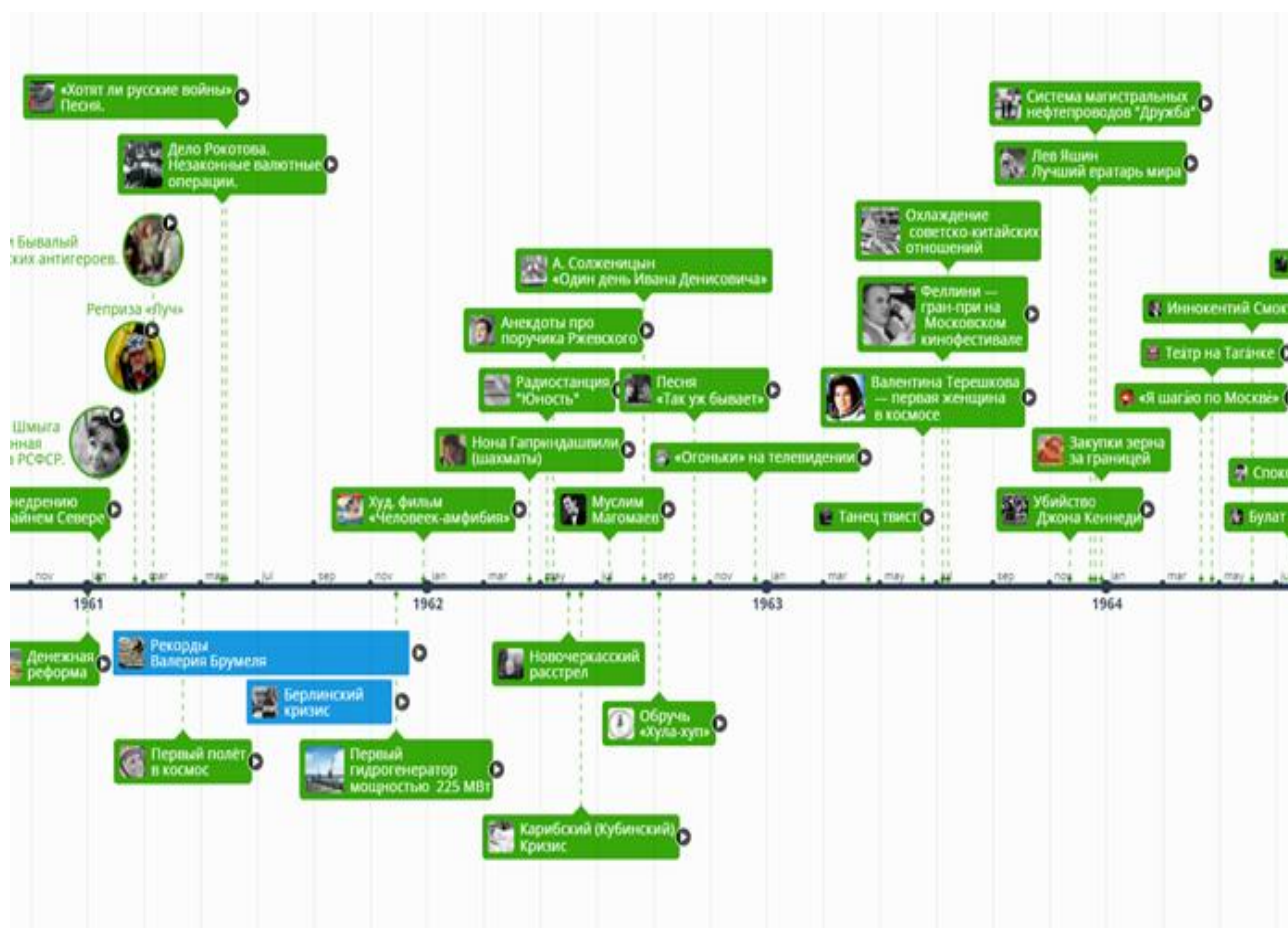 «Хотят ли русские войны»
Песня.
Дело Рокотова.
Незаконные валютные
операции.
Бывалый
ских антигероев.
Реприза «Луч»
Шмыга
нная
РСФСР.
недрению
айнем Севере
Худ. фильм
«Человек-амфибия»
А. Солженицын
«Один день Ивана Денисовича»
Анекдоты про
поручика Ржевского
Радиостанция
"Юность"
Песня
«Так уж бывает»
Нона Гаприндашвили
(шахматы)
«Огоньки» на телевидении
Муслим
Магомаев
Система магистральных
нефтепроводов "Дружба"
Лев Яшин
Лучший вратарь мира
Охлаждение
советско-китайских
отношений
Феллини —
гран-при на
Московском
кинофестивале
Валентина Терешкова
— первая женщина
в космосе
Танец твист
Закупки зерна
за границей
Убийство
Джона Кеннеди
Иннокентий Смок
Теáтр на Тагáнке
«Я шагáю по Москвé»
Споко
Булат
nov jan mar may jul sep nov jan mar may jul sep nov jan mar may jul sep nov jan mar may
1961 1962 1963 1964
Денежная
реформа
Рекорды
Валерия Брумеля
Берлинский
кризис
Первый полёт
в космос
Первый
гидрогенератор
мощностью 225 МВт
Новочеркасский
расстрел
Обручь
«Хула-хуп»
Карибский (Кубинский)
Кризис